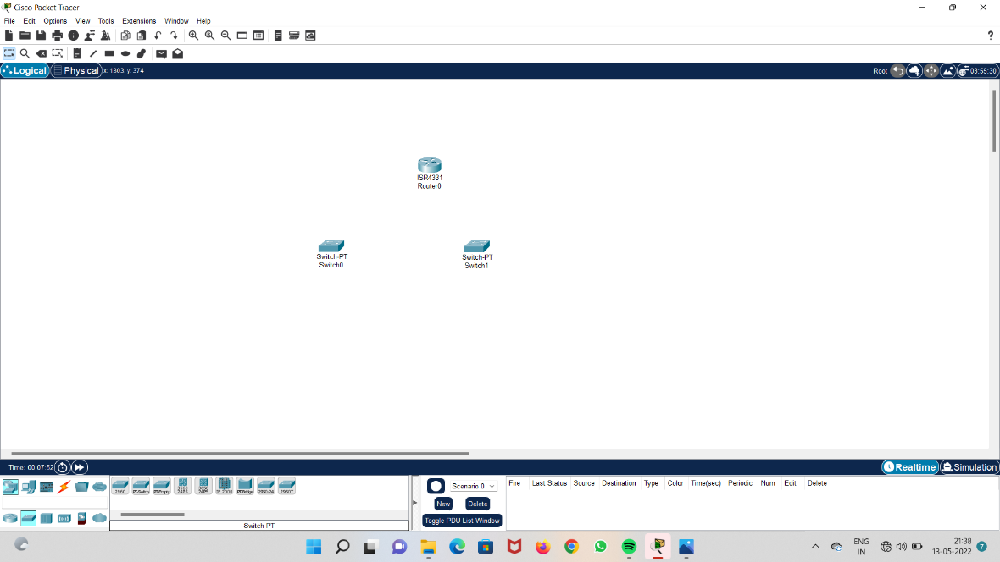 Cisco Packet Tracer
File Edit Options View Tools Extensions Window Help
?
Logical Physical x: 1303, y: 374 Root 03:55:30
ISR4331
Router0
Switch-PT
Switch0
Switch-PT
Switch1
Time: 00:07:52 Realtime Simulation
2960 PT-Switch PT-Empty 3560 24PS 3650 24PS IE 2000 PT-Bridge 2950-24 2950T
Switch-PT
Scenario 0
New Delete
Toggle PDU List Window
Fire Last Status Source Destination Type Color Time(sec) Periodic Num Edit Delete
ENG
IN
21:38
13-05-2022
7